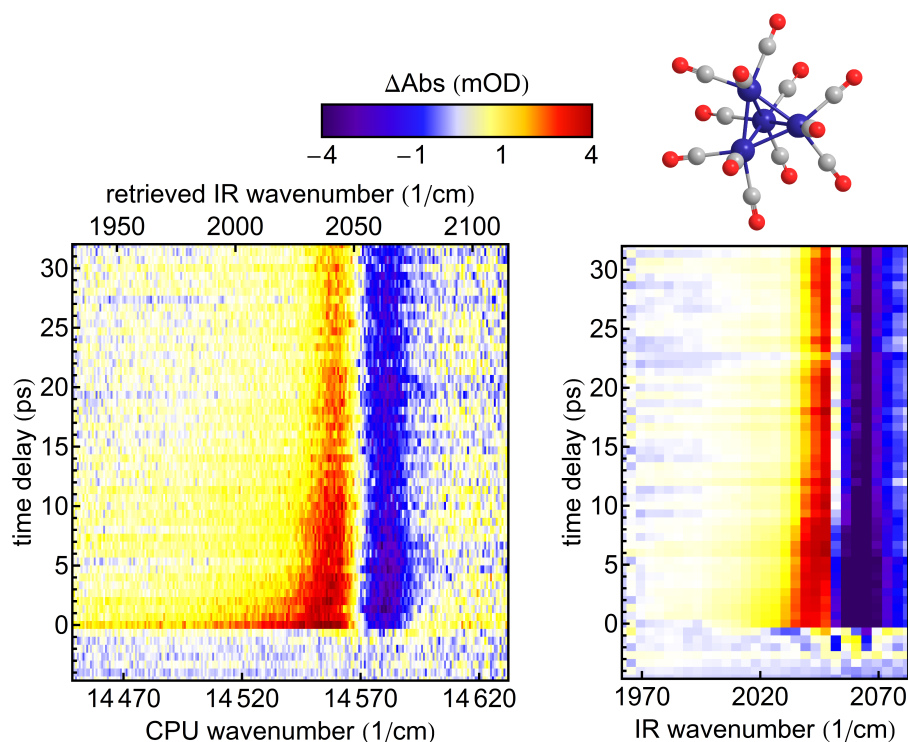 ΔAbs (mOD)
−4 −1 1 4
retrieved IR wavenumber (1/cm)
1950 2000 2050 2100
30
25
20
15
10
5
0
time delay (ps)
14 470 14 520 14 570 14 620
CPU wavenumber (1/cm)
30
25
20
15
10
5
0
time delay (ps)
1970 2020 2070
IR wavenumber (1/cm)